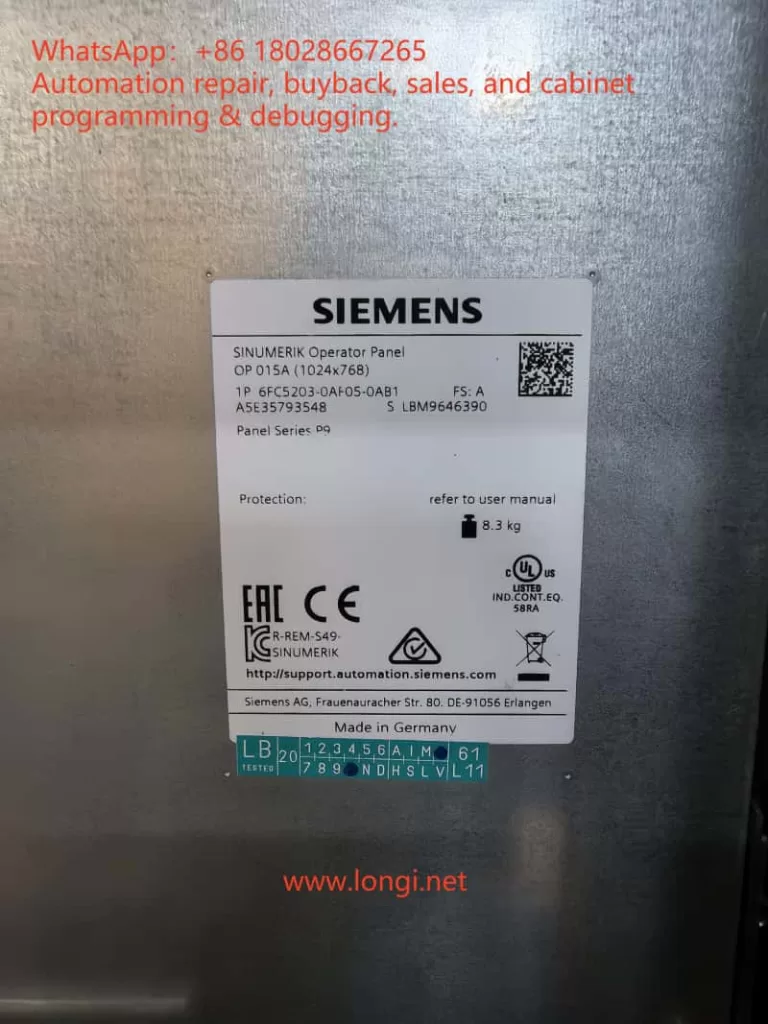 WhatsApp: +86 18028667265
Automation repair, buyback, sales, and cabinet
programming & debugging.
SIEMENS
SINUMERIK Operator Panel
OP 015A (1024x768)
1P 6FC5203-0AF05-0AB1 FS: A
A5E35793548 S LBM9646390
Panel Series P9
Protection: refer to user manual
8.3 kg
C UL US
LISTED
IND.CONT.EQ.
58RA
EAC CE
R-REM-S49-
SINUMERIK
http://support.automation.siemens.com
Siemens AG, Frauenauracher Str. 80. DE-91056 Erlangen
Made in Germany
LB 20 1 2 3 4 5 6 A J M 61
TESTED 7 8 9 N D H S L V L11
www.longi.net